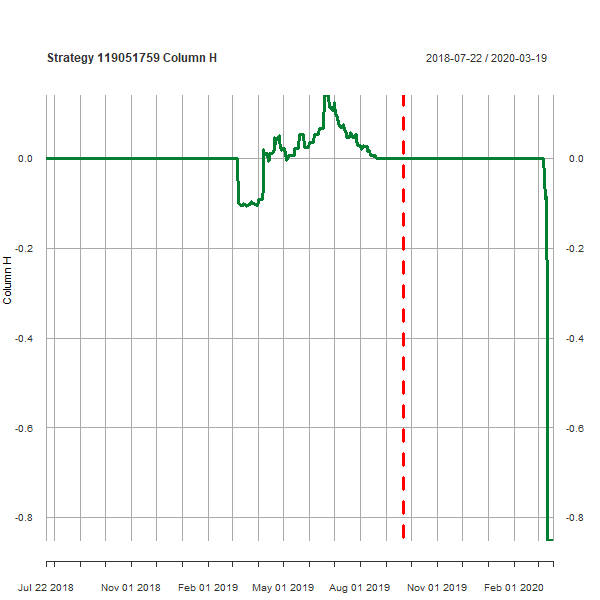 Strategy 119051759 Column H
2018-07-22 / 2020-03-19
0.0 0.0
-0.2 -0.2
Column H
-0.4 -0.4
-0.6 -0.6
-0.8 -0.8
Jul 22 2018 Nov 01 2018 Feb 01 2019 May 01 2019 Aug 01 2019 Nov 01 2019 Feb 01 2020